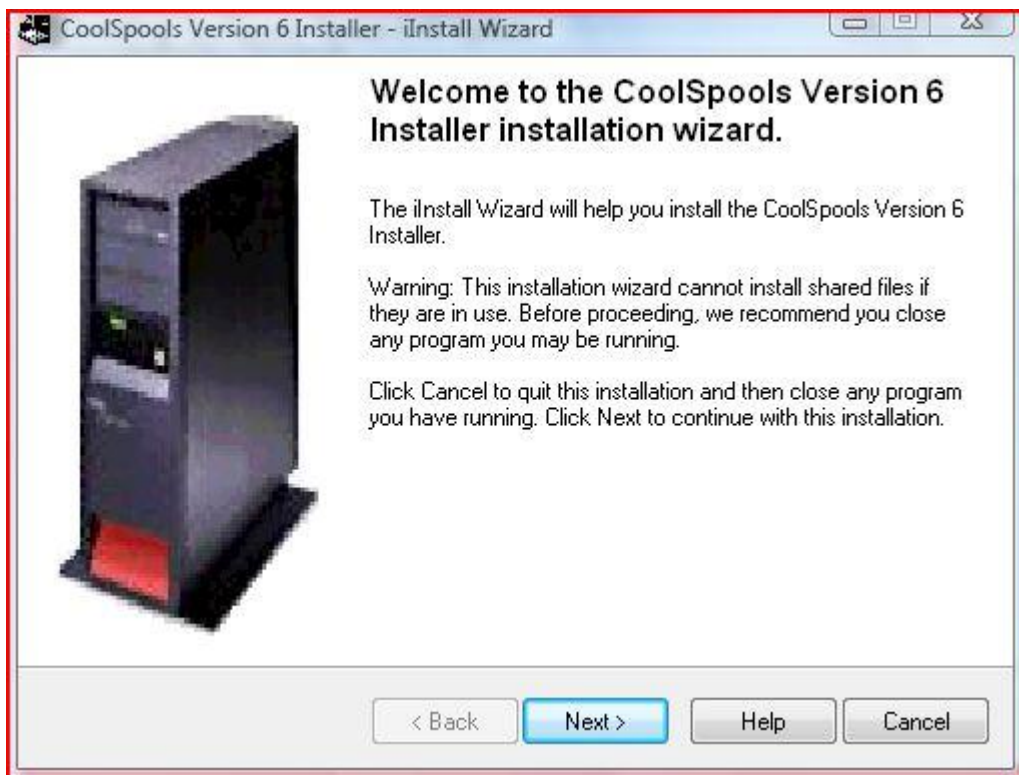 CoolSpools Version 6 Installer - iInstall Wizard
Welcome to the CoolSpools Version 6
Installer installation wizard.
The iInstall Wizard will help you install the CoolSpools Version 6
Installer.
Warning: This installation wizard cannot install shared files if
they are in use. Before proceeding, we recommend you close
any program you may be running.
Click Cancel to quit this installation and then close any program
you have running. Click Next to continue with this installation.
< Back
Next >
Help
Cancel